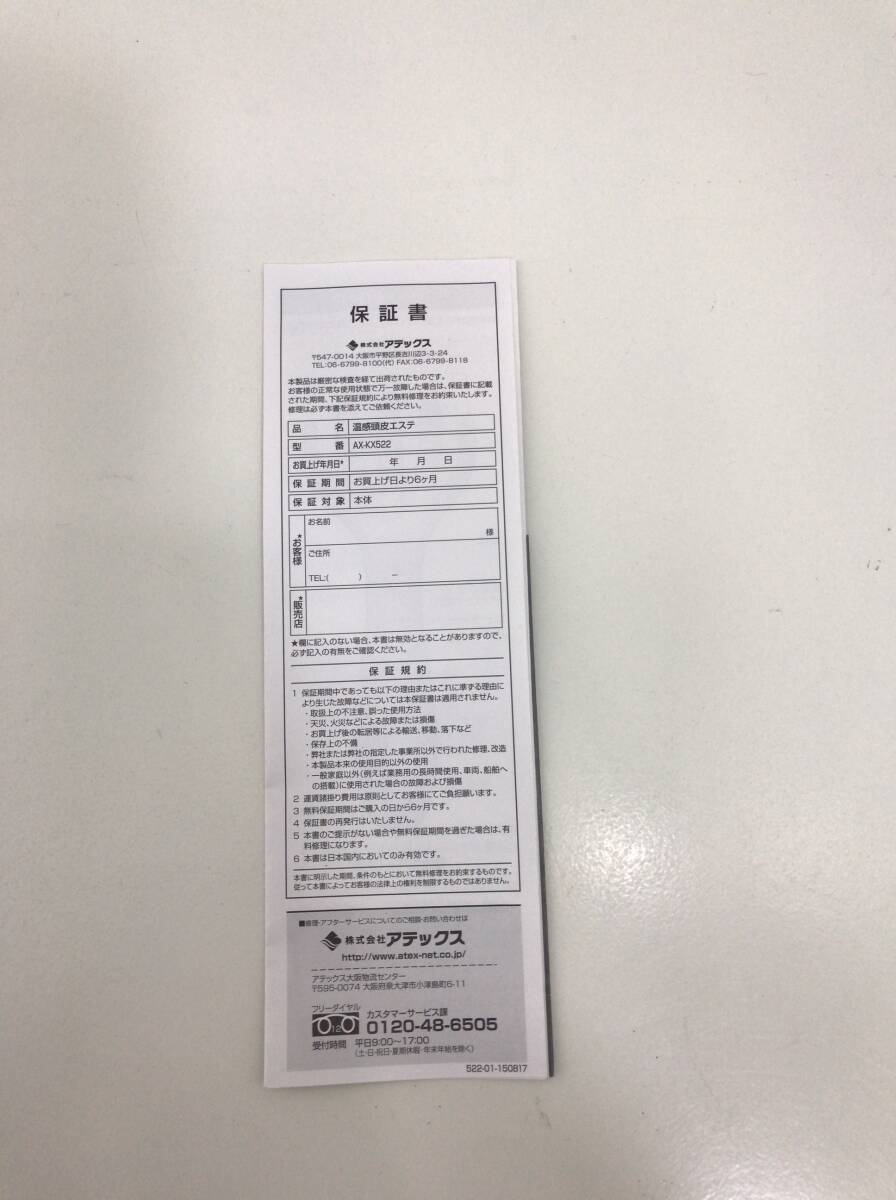 保証書
株式会社アテックス
〒547-0014 大阪市平野区長吉川辺3-3-24
TEL:06-6799-8100(代) FAX:06-6799-8118
本製品は厳密な検査を経て出荷されたものです。
お客様の正常な使用状態で万一故障した場合は、保証書に記載
された期間、下記保証規約により無料修理をお約束いたします。
修理は必ず本書を添えてご依頼ください。
品名 温感頭皮エステ
型番 AX-KX522
お買上げ年月日* 年 月 日
保証期間 お買上げ日より6ヶ月
保証対象 本体
★お客様
お名前
様
ご住所
TEL:( ) −
★販売店
★欄に記入のない場合、本書は無効となることがありますので、
必ず記入の有無をご確認ください。
保証規約
1 保証期間中であっても以下の理由またはこれに準ずる理由に
より生じた故障などについては本保証書は適用されません。
・取扱上の不注意、誤った使用方法
・天災、火災などによる故障または損傷
・お買上げ後の転居等による輸送、移動、落下など
・保存上の不備
・弊社または弊社の指定した事業所以外で行われた修理、改造
・本製品本来の使用目的以外の使用
・一般家庭以外(例えば業務用の長時間使用、車両、船舶へ
の搭載)に使用された場合の故障および損傷
2 運賃諸掛り費用は原則としてお客様にてご負担願います。
3 無料保証期間はご購入の日から6ヶ月です。
4 保証書の再発行はいたしません。
5 本書のご提示がない場合や無料保証期間を過ぎた場合は、有
料修理になります。
6 本書は日本国内においてのみ有効です。
本書に明示した期間、条件のもとにおいて無料修理をお約束するものです。
従って本書によってお客様の法律上の権利を制限するものではありません。
■修理・アフターサービスについてのご相談・お問い合わせは
株式会社アテックス
http://www.atex-net.co.jp/
アテックス大阪物流センター
〒595-0074 大阪府泉大津市小津島町6-11
フリーダイヤル
カスタマーサービス課
0120-48-6505
受付時間 平日9:00〜17:00
(土・日・祝日・夏期休暇・年末年始を除く)
522-01-150817